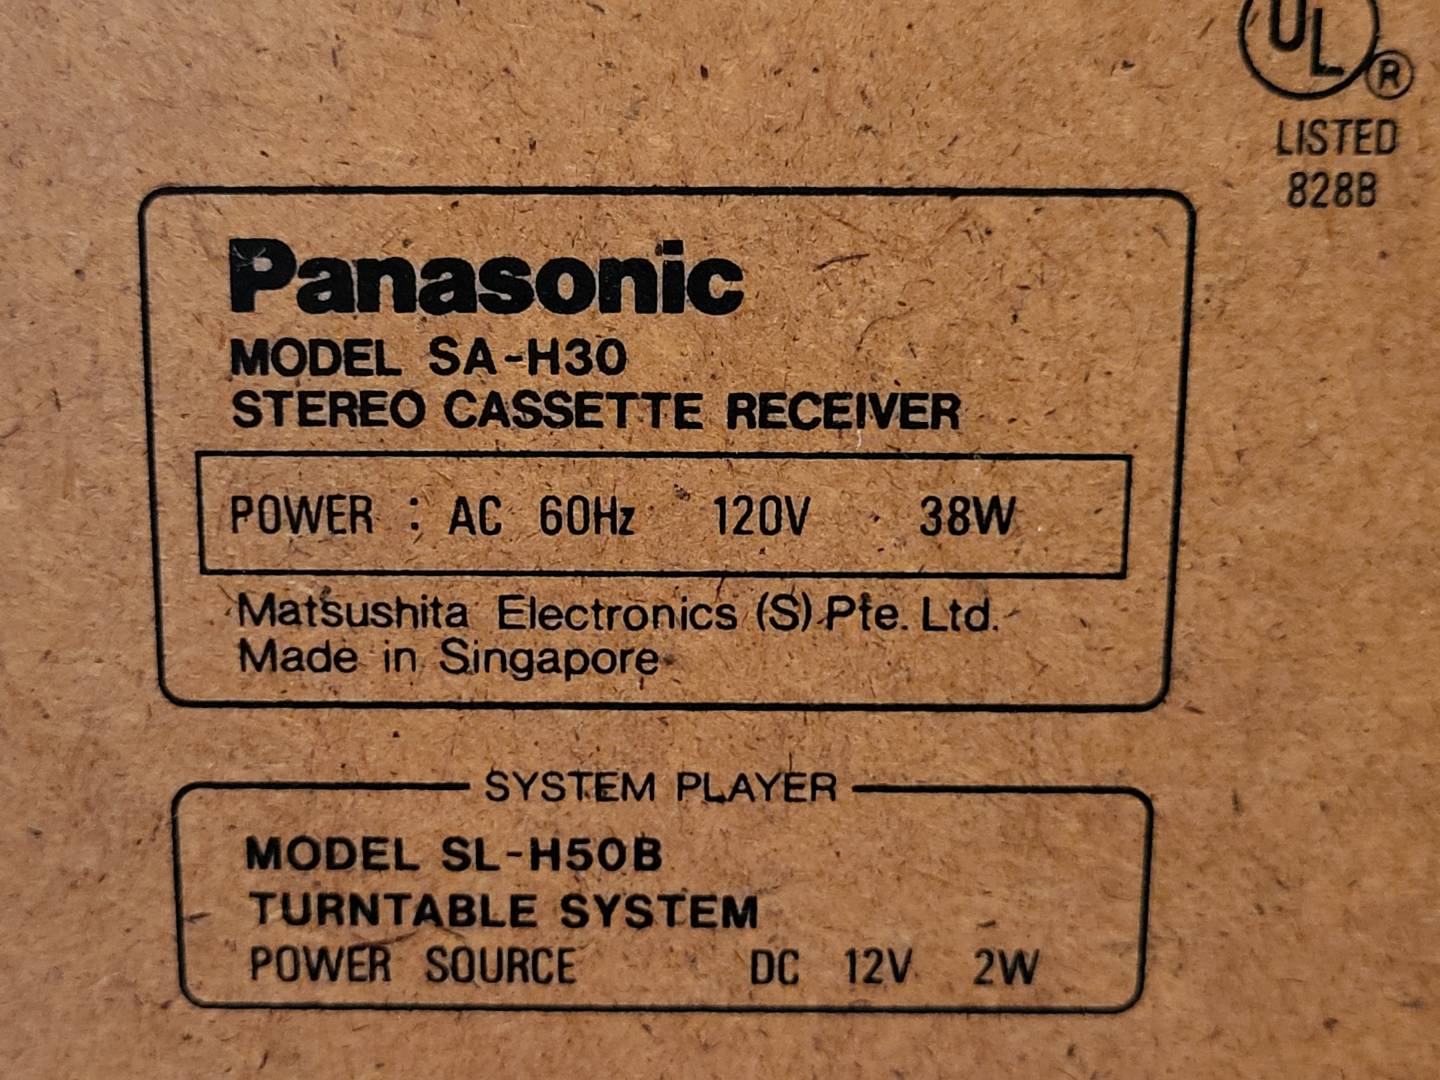 UL
®
LISTED
828B
Panasonic
MODEL SA-H30
STEREO CASSETTE RECEIVER
POWER : AC 60Hz 120V 38W
Matsushita Electronics (S) Pte. Ltd.
Made in Singapore
SYSTEM PLAYER
MODEL SL-H50B
TURNTABLE SYSTEM
POWER SOURCE DC 12V 2W